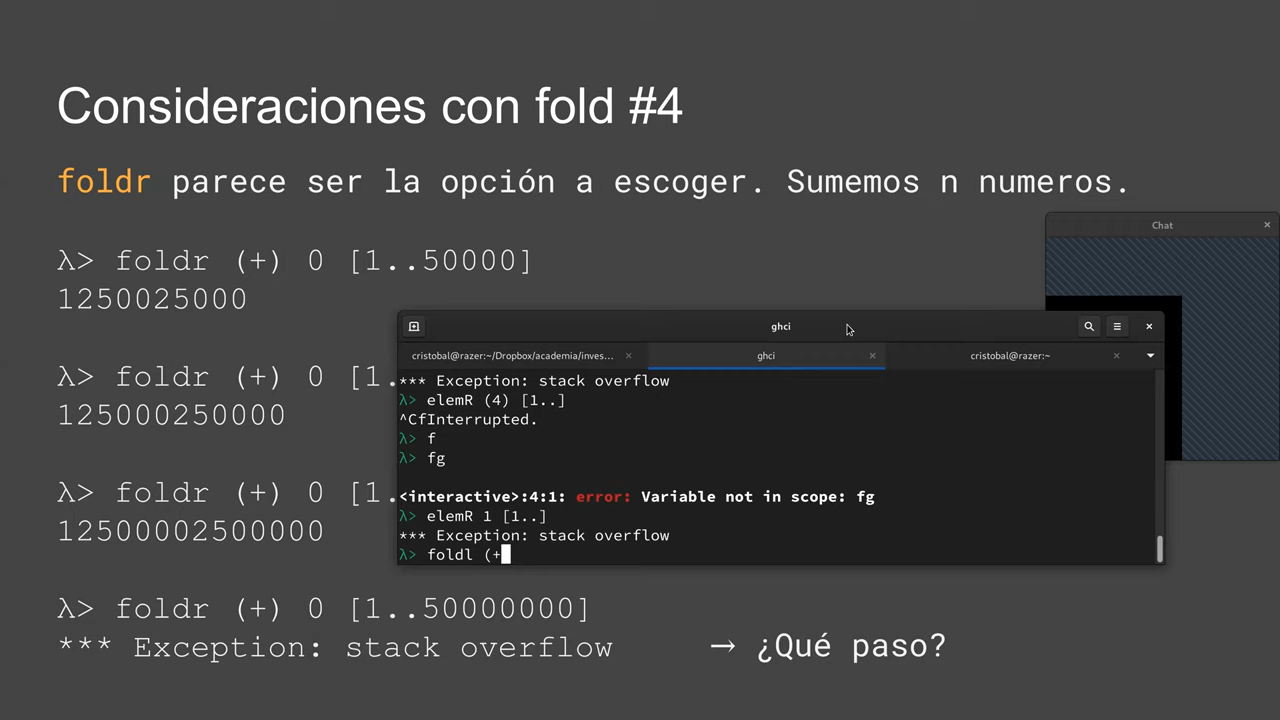 Consideraciones con fold #4
foldr parece ser la opción a escoger. Sumemos n numeros.
λ> foldr (+) 0 [1..50000]
1250025000
λ> foldr (+) 0 [1.
125000250000
λ> foldr (+) 0 [1.
12500002500000
λ> foldr (+) 0 [1..50000000]
*** Exception: stack overflow → ¿Qué paso?
Chat
ghci
cristobal@razer:~/Dropbox/academia/inves... ghci cristobal@razer:~
*** Exception: stack overflow
λ> elemR (4) [1..]
^CfInterrupted.
λ> f
λ> fg
<interactive>:4:1: error: Variable not in scope: fg
λ> elemR 1 [1..]
*** Exception: stack overflow
λ> foldl (+